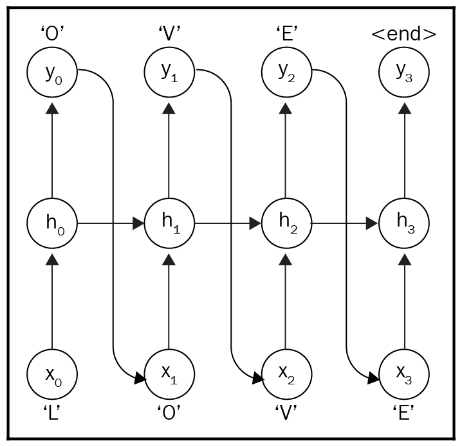 ‘O’ ‘V’ ‘E’ <end>
y₀ y₁ y₂ y₃
h₀ h₁ h₂ h₃
x₀ x₁ x₂ x₃
‘L’ ‘O’ ‘V’ ‘E’